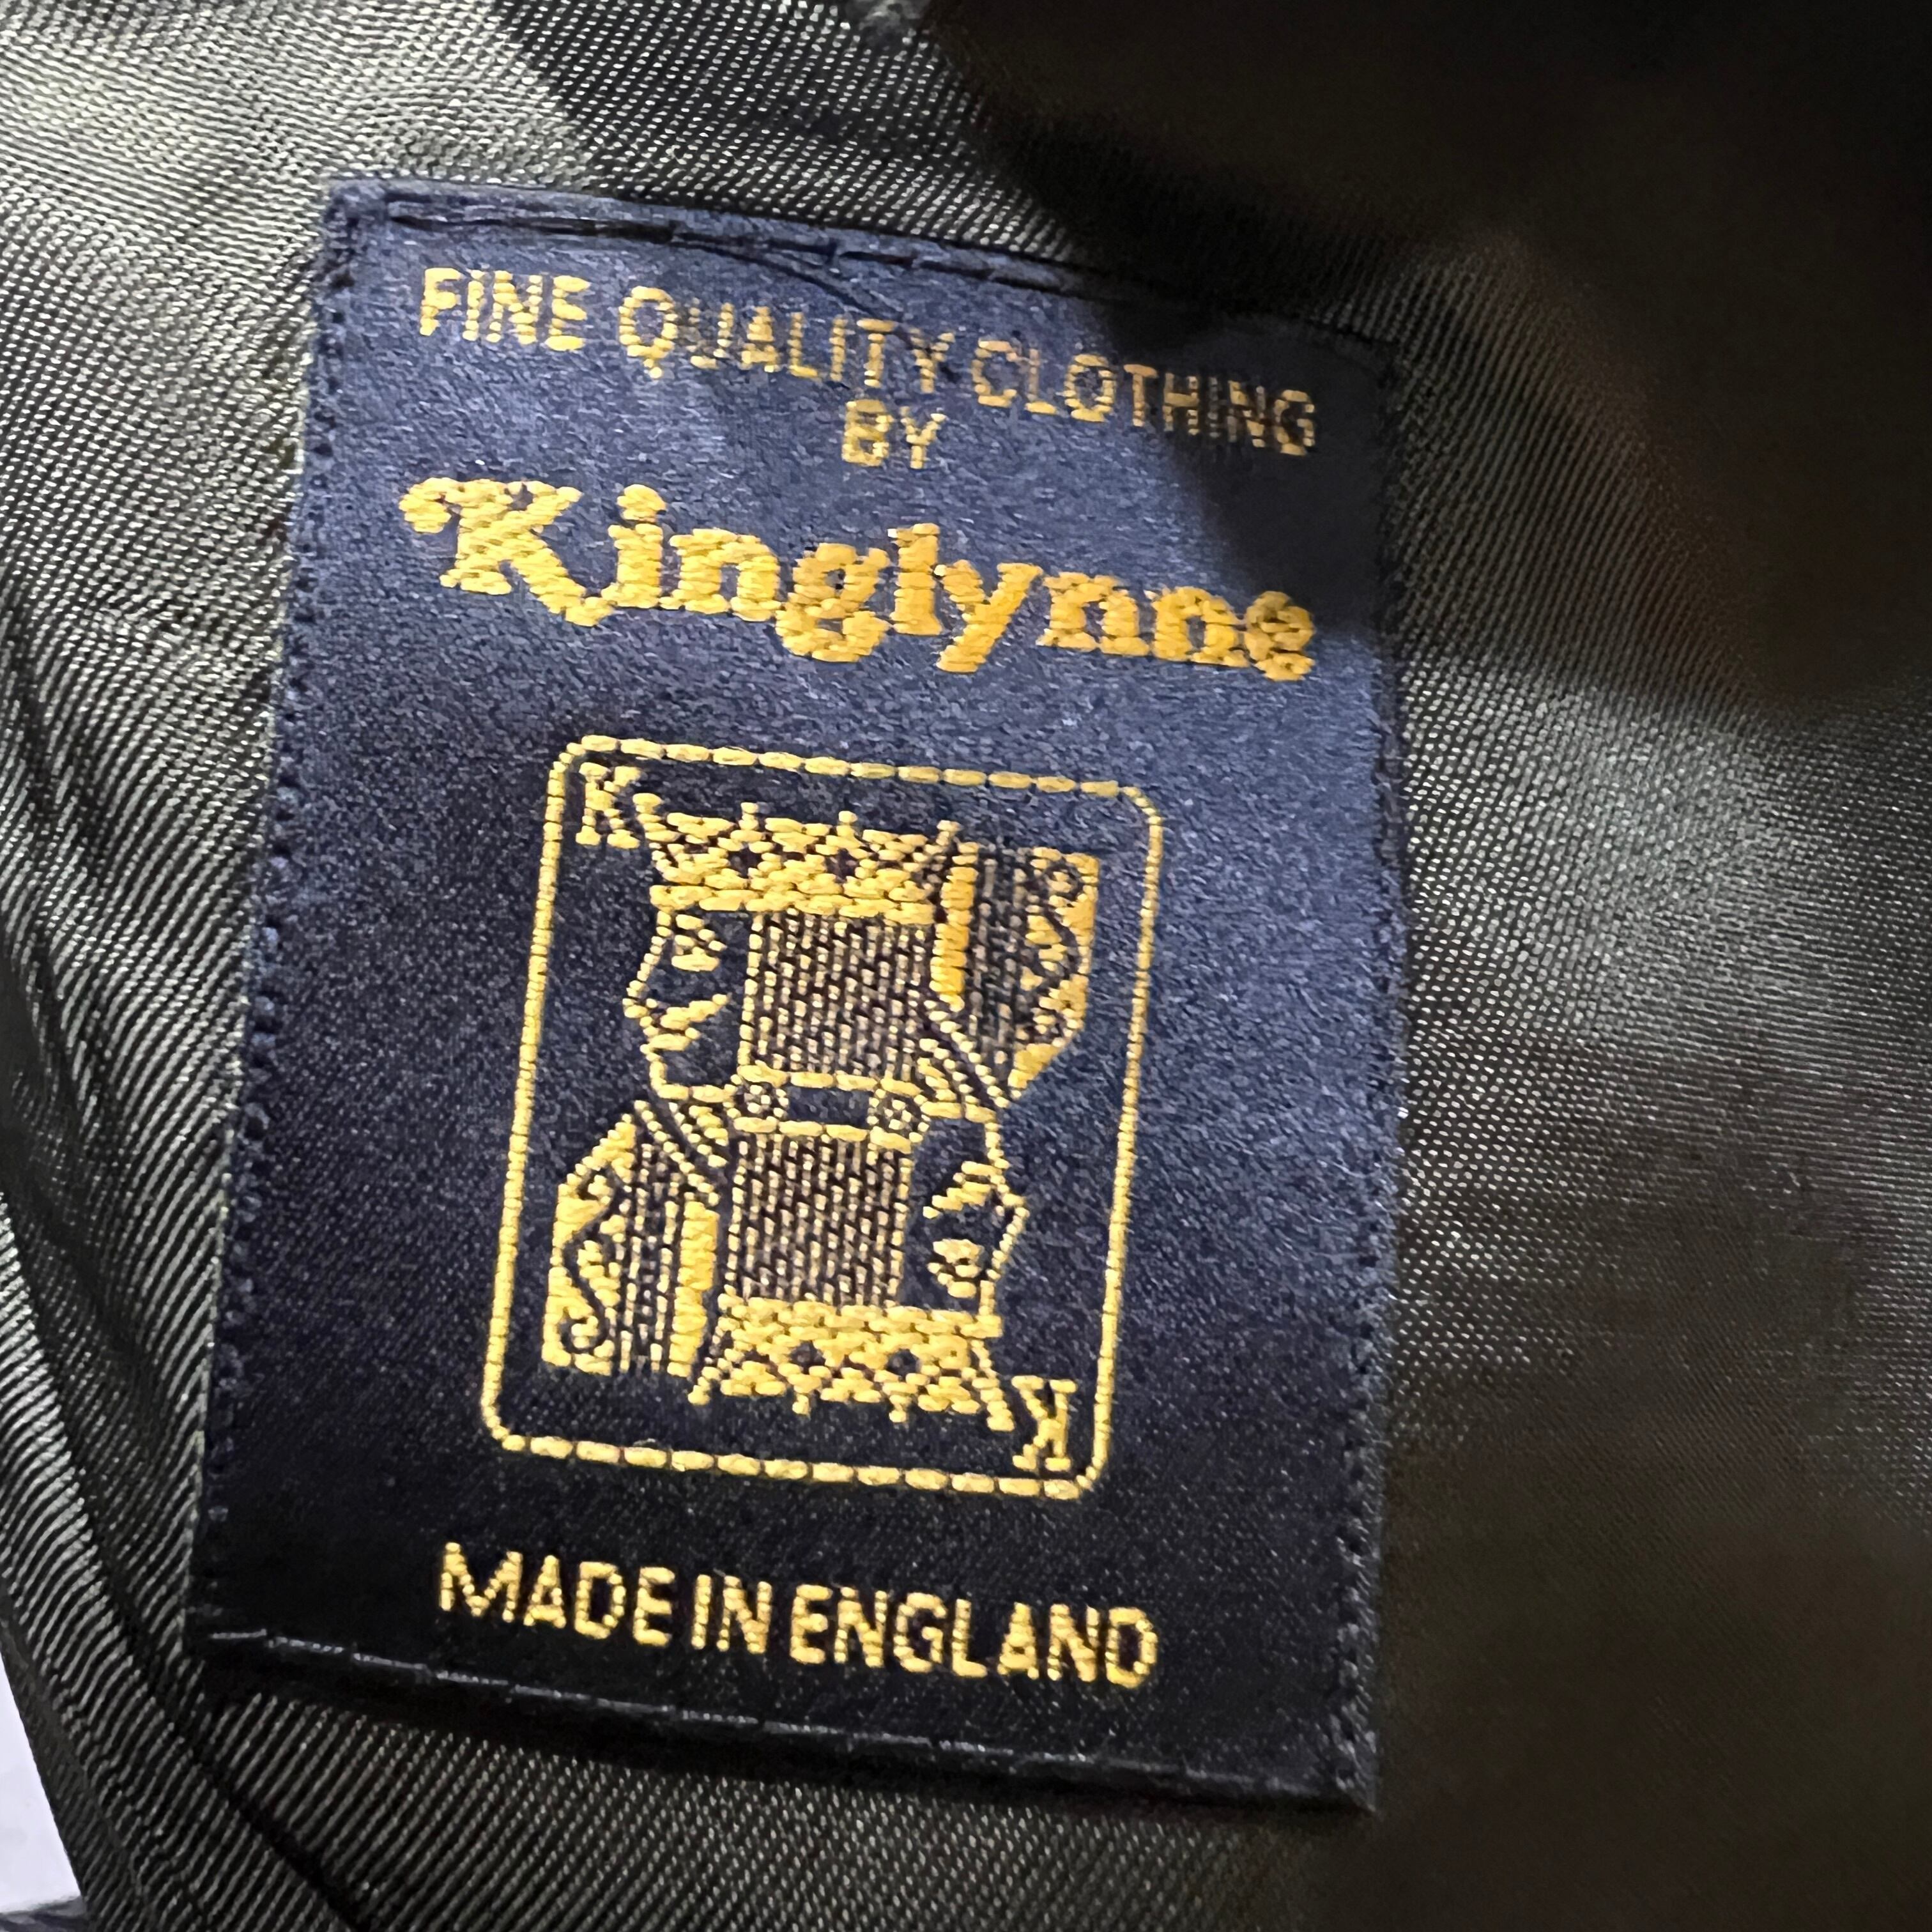 FINE QUALITY CLOTHING
BY
Kinglynne
K
K
MADE IN ENGLAND